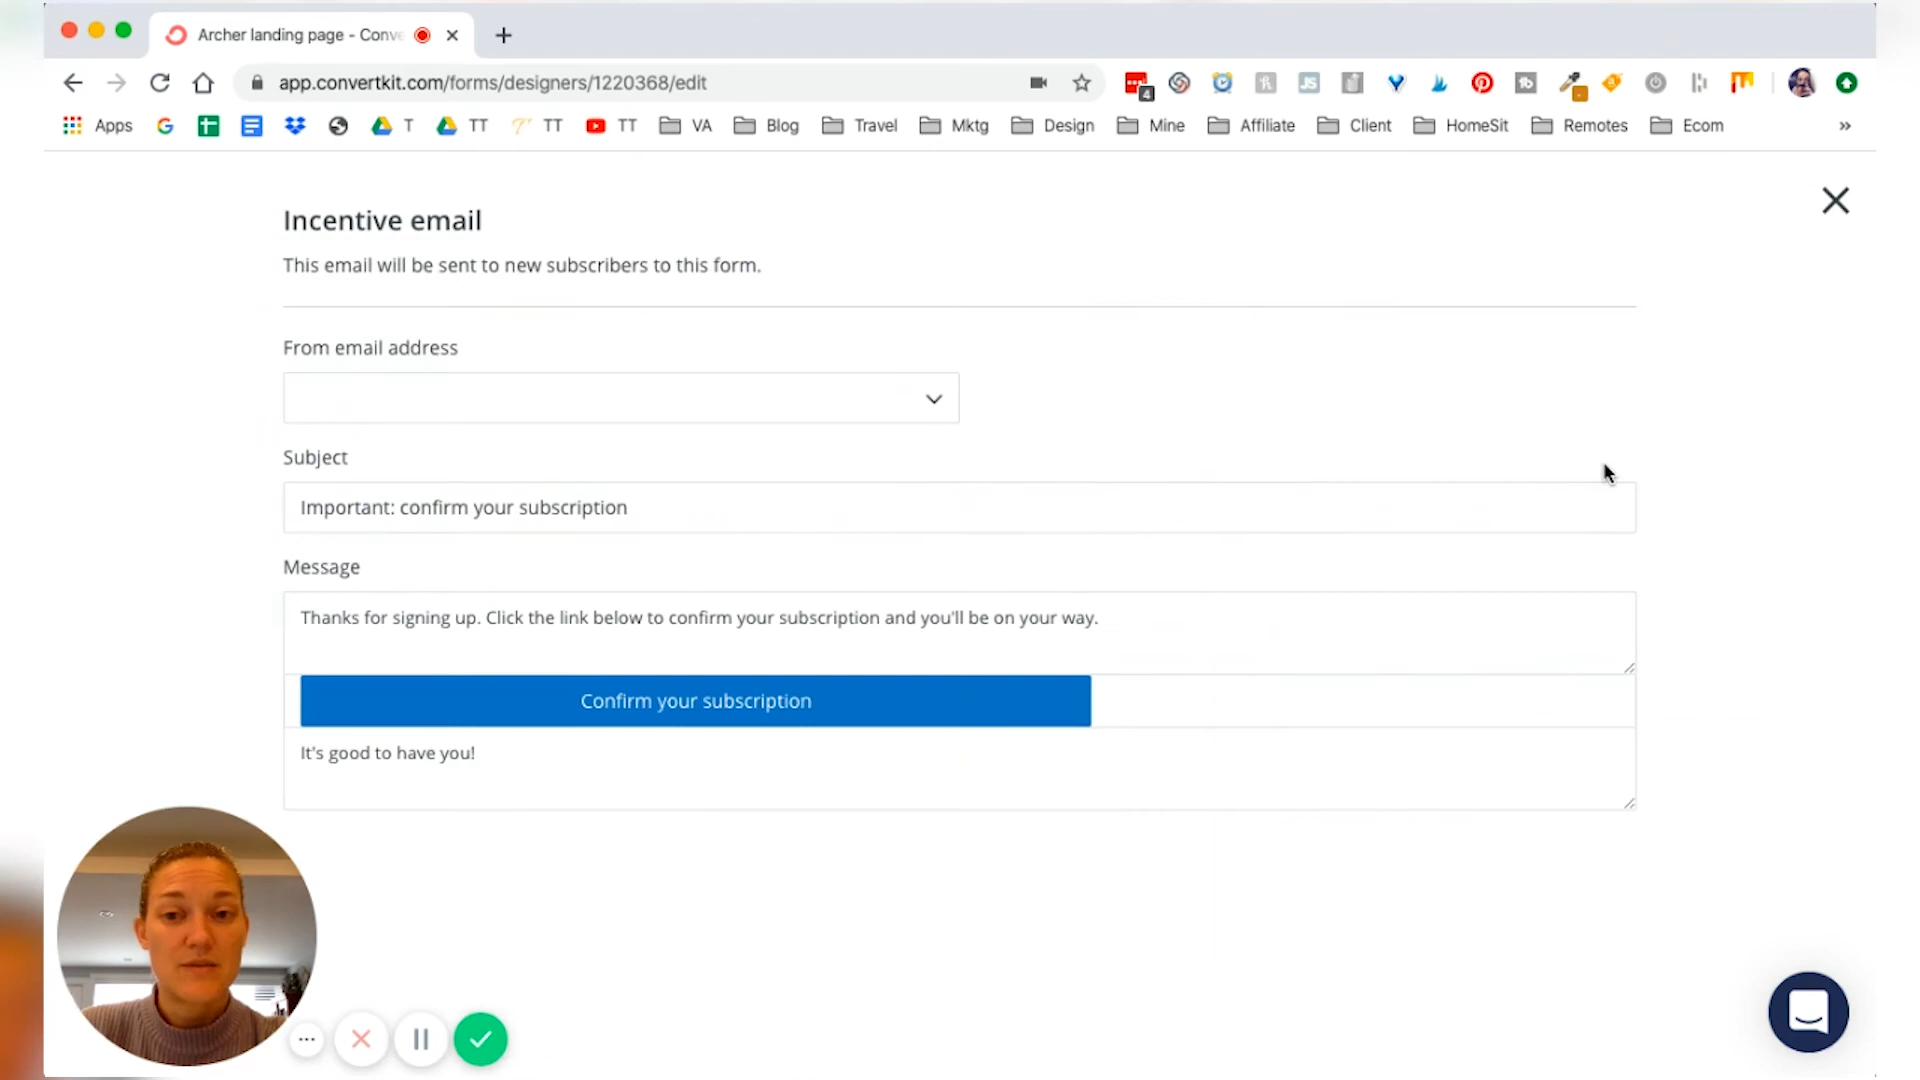 Archer landing page - Conve
app.convertkit.com/forms/designers/1220368/edit
4
Apps T TT TT TT VA Blog Travel Mktg Design Mine Affiliate Client HomeSit Remotes Ecom »
Incentive email
This email will be sent to new subscribers to this form.
From email address
Subject
Important: confirm your subscription
Message
Thanks for signing up. Click the link below to confirm your subscription and you'll be on your way.
Confirm your subscription
It's good to have you!